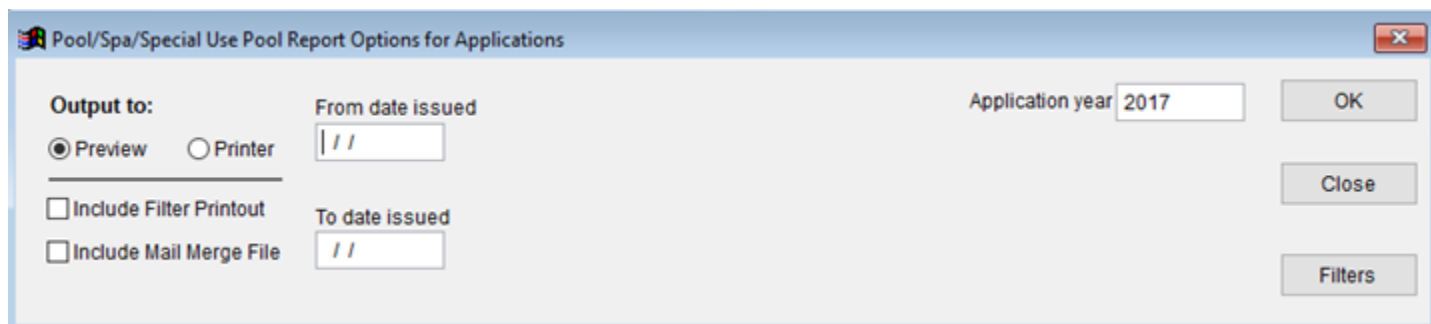 Pool/Spa/Special Use Pool Report Options for Applications
Output to:
Preview
Printer
Include Filter Printout
Include Mail Merge File
From date issued
/ /
To date issued
/ /
Application year 2017
OK
Close
Filters